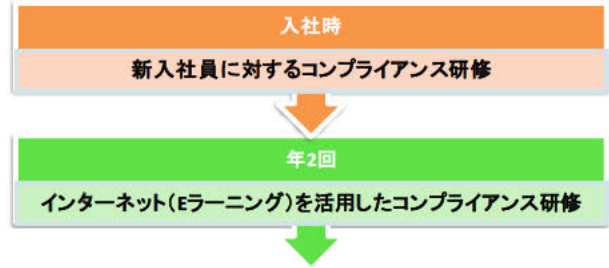 入社時
新入社員に対するコンプライアンス研修
年2回
インターネット(Eラーニング)を活用したコンプライアンス研修